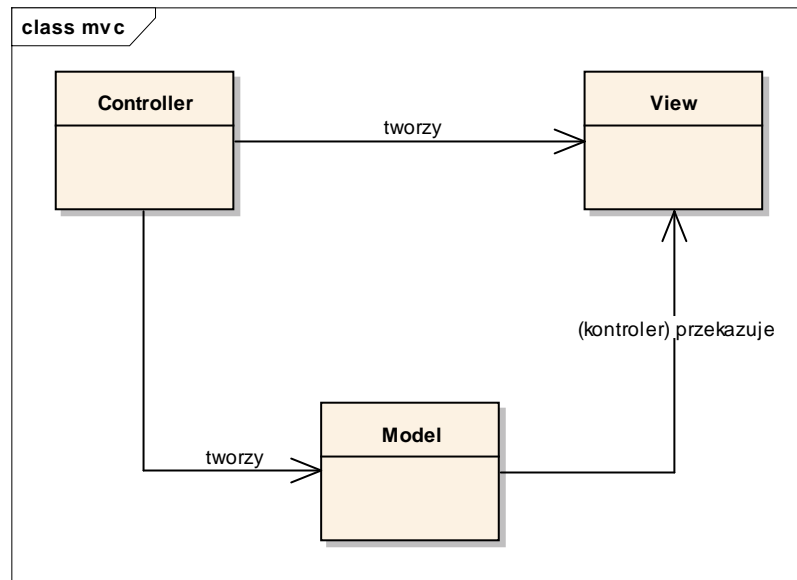 class mvc
Controller
View
tworzy
(kontroler) przekazuje
Model
tworzy